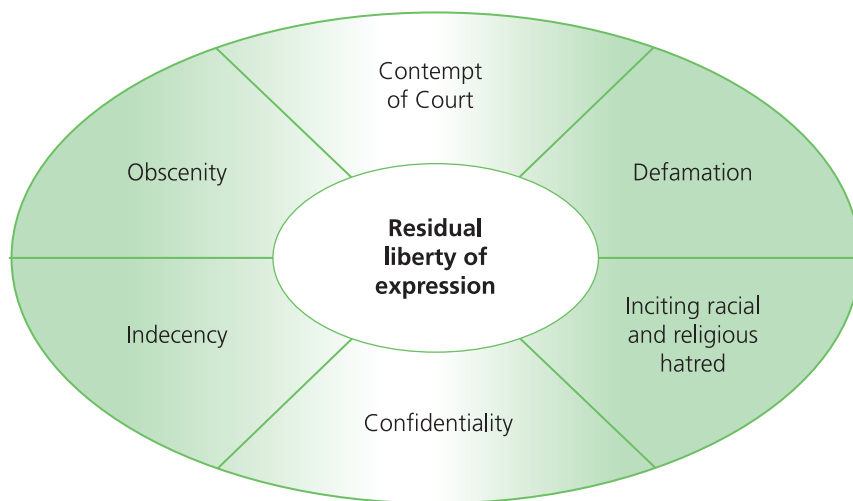 Contempt
of Court
Obscenity
Defamation
Residual
liberty of
expression
Indecency
Inciting racial
and religious
hatred
Confidentiality